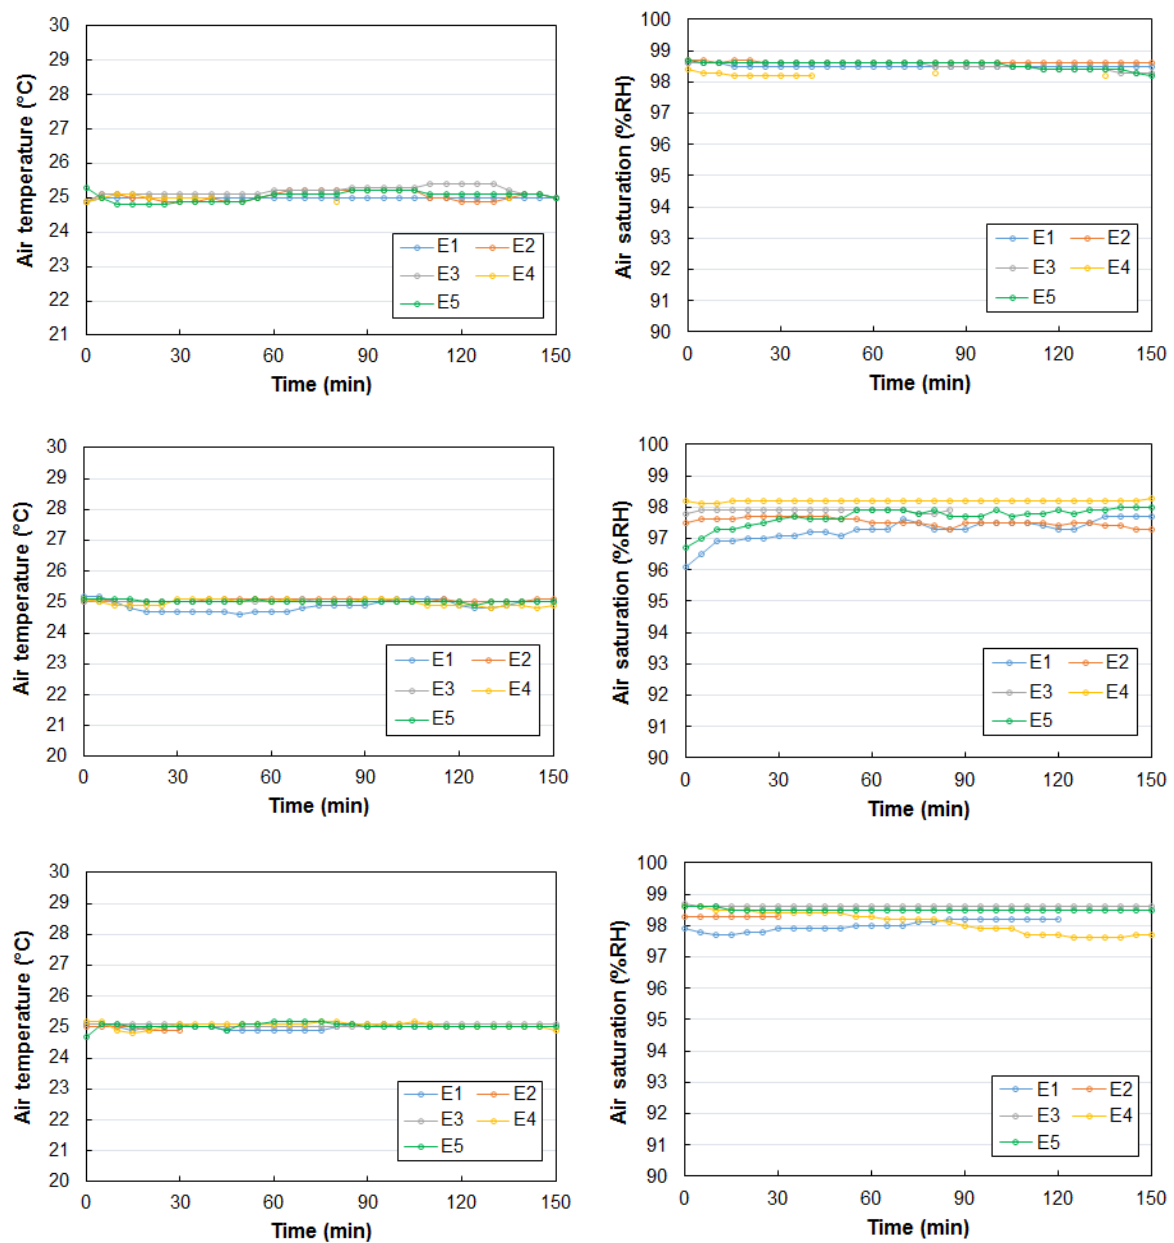 30
29
28
27
26
25
24
23
22
21
Air temperature (°C)
E1 E2
E3 E4
E5
0 30 60 90 120 150
Time (min)
100
99
98
97
96
95
94
93
92
91
90
Air saturation (%RH)
E1 E2
E3 E4
E5
0 30 60 90 120 150
Time (min)
30
29
28
27
26
25
24
23
22
21
20
Air temperature (°C)
E1 E2
E3 E4
E5
0 30 60 90 120 150
Time (min)
100
99
98
97
96
95
94
93
92
91
90
Air saturation (%RH)
E1 E2
E3 E4
E5
0 30 60 90 120 150
Time (min)
30
29
28
27
26
25
24
23
22
21
20
Air temperature (°C)
E1 E2
E3 E4
E5
0 30 60 90 120 150
Time (min)
100
99
98
97
96
95
94
93
92
91
90
Air saturation (%RH)
E1 E2
E3 E4
E5
0 30 60 90 120 150
Time (min)